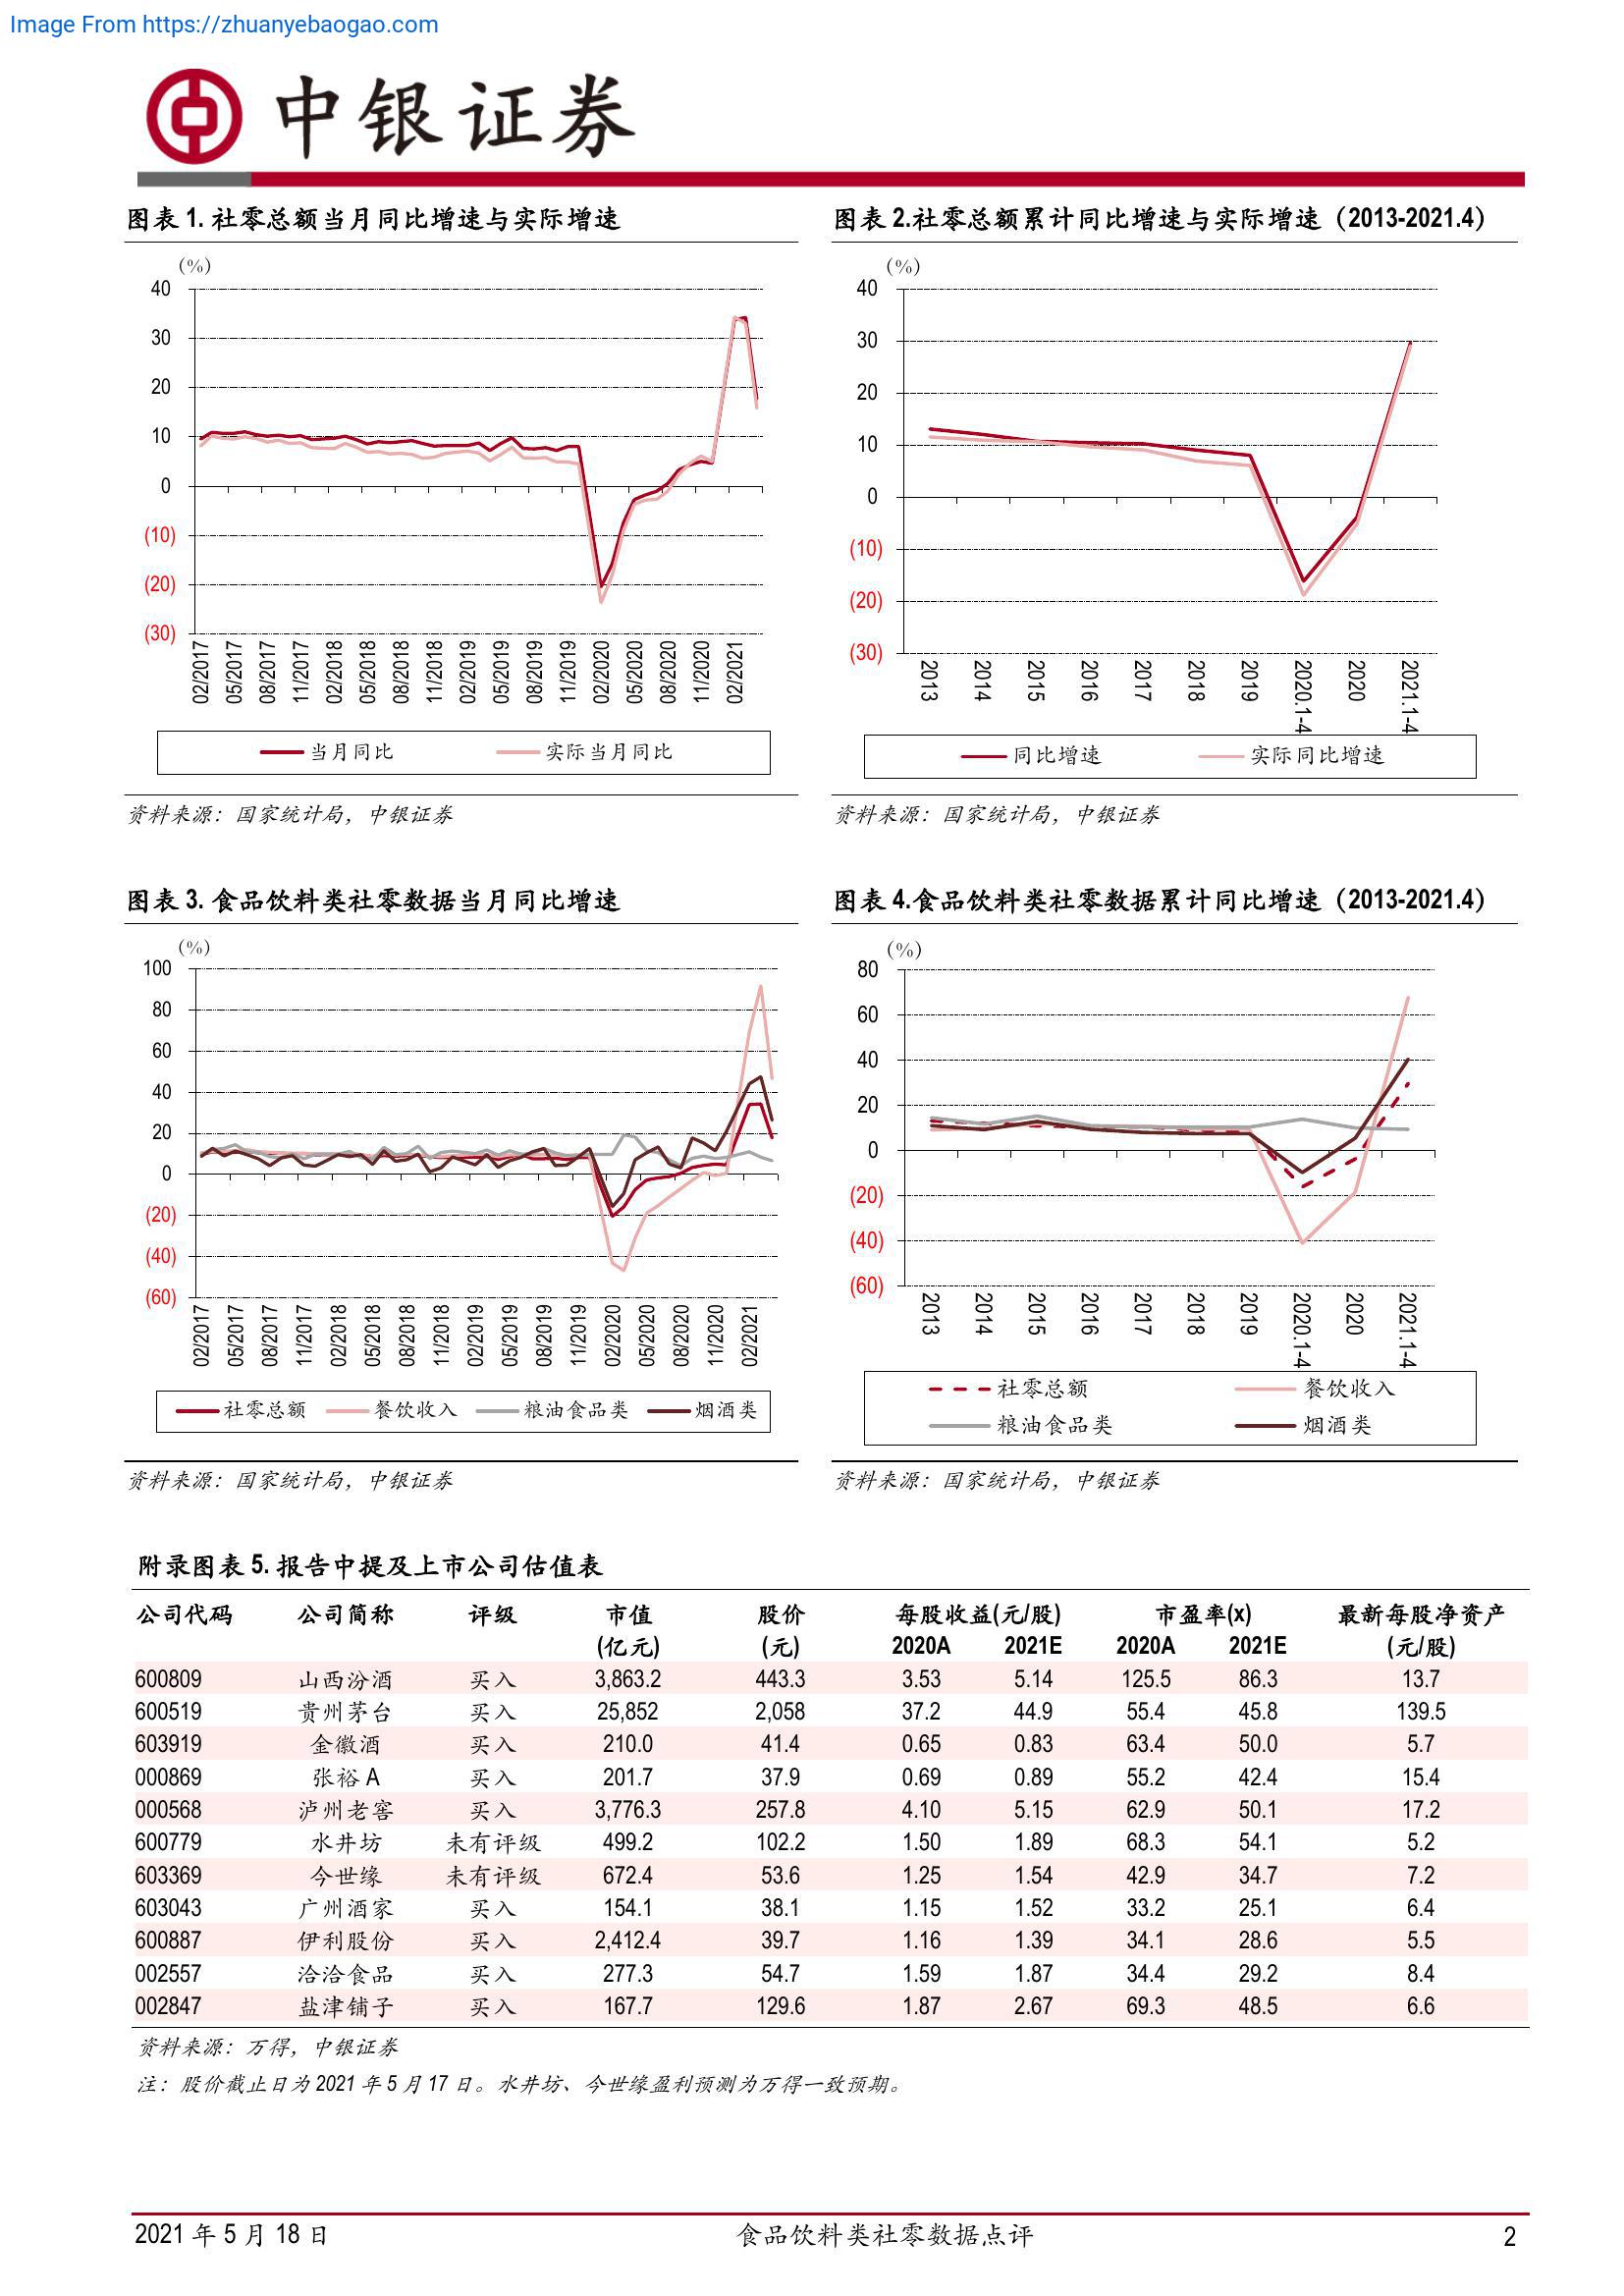 Image From https://zhuanyebaogao.com
中银证券
图表 1. 社零总额当月同比增速与实际增速
(%)
40
30
20
10
0
(10)
(20)
(30)
02/2017
05/2017
08/2017
11/2017
02/2018
05/2018
08/2018
11/2018
02/2019
05/2019
08/2019
11/2019
02/2020
05/2020
08/2020
11/2020
02/2021
当月同比 实际当月同比
资料来源：国家统计局，中银证券
图表 2.社零总额累计同比增速与实际增速（2013-2021.4）
(%)
40
30
20
10
0
(10)
(20)
(30)
2013
2014
2015
2016
2017
2018
2019
2020.1-4
2020
2021.1-4
同比增速 实际同比增速
资料来源：国家统计局，中银证券
图表 3. 食品饮料类社零数据当月同比增速
(%)
100
80
60
40
20
0
(20)
(40)
(60)
02/2017
05/2017
08/2017
11/2017
02/2018
05/2018
08/2018
11/2018
02/2019
05/2019
08/2019
11/2019
02/2020
05/2020
08/2020
11/2020
02/2021
社零总额 餐饮收入 粮油食品类 烟酒类
资料来源：国家统计局，中银证券
图表 4.食品饮料类社零数据累计同比增速（2013-2021.4）
(%)
80
60
40
20
0
(20)
(40)
(60)
2013
2014
2015
2016
2017
2018
2019
2020.1-4
2020
2021.1-4
社零总额 餐饮收入
粮油食品类 烟酒类
资料来源：国家统计局，中银证券
附录图表 5. 报告中提及上市公司估值表
公司代码 公司简称 评级 市值 股价 每股收益(元/股) 市盈率(x) 最新每股净资产
(亿元) (元) 2020A 2021E 2020A 2021E (元/股)
600809 山西汾酒 买入 3,863.2 443.3 3.53 5.14 125.5 86.3 13.7
600519 贵州茅台 买入 25,852 2,058 37.2 44.9 55.4 45.8 139.5
603919 金徽酒 买入 210.0 41.4 0.65 0.83 63.4 50.0 5.7
000869 张裕 A 买入 201.7 37.9 0.69 0.89 55.2 42.4 15.4
000568 泸州老窖 买入 3,776.3 257.8 4.10 5.15 62.9 50.1 17.2
600779 水井坊 未有评级 499.2 102.2 1.50 1.89 68.3 54.1 5.2
603369 今世缘 未有评级 672.4 53.6 1.25 1.54 42.9 34.7 7.2
603043 广州酒家 买入 154.1 38.1 1.15 1.52 33.2 25.1 6.4
600887 伊利股份 买入 2,412.4 39.7 1.16 1.39 34.1 28.6 5.5
002557 洽洽食品 买入 277.3 54.7 1.59 1.87 34.4 29.2 8.4
002847 盐津铺子 买入 167.7 129.6 1.87 2.67 69.3 48.5 6.6
资料来源：万得，中银证券
注：股价截止日为 2021 年 5 月 17 日。水井坊、今世缘盈利预测为万得一致预期。
2021 年 5 月 18 日 食品饮料类社零数据点评 2